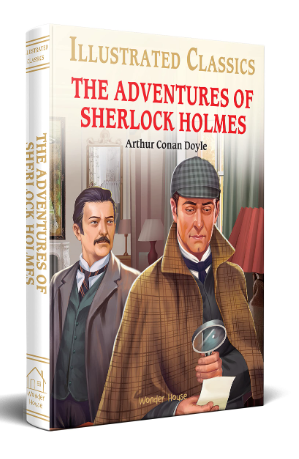 ILLUSTRATED
CLASSICS
THE ADVENTURES OF
SHERLOCK HOLMES
Wonder
House
ILLUSTRATED CLASSICS
THE ADVENTURES OF
SHERLOCK HOLMES
Arthur Conan Doyle
Wonder House